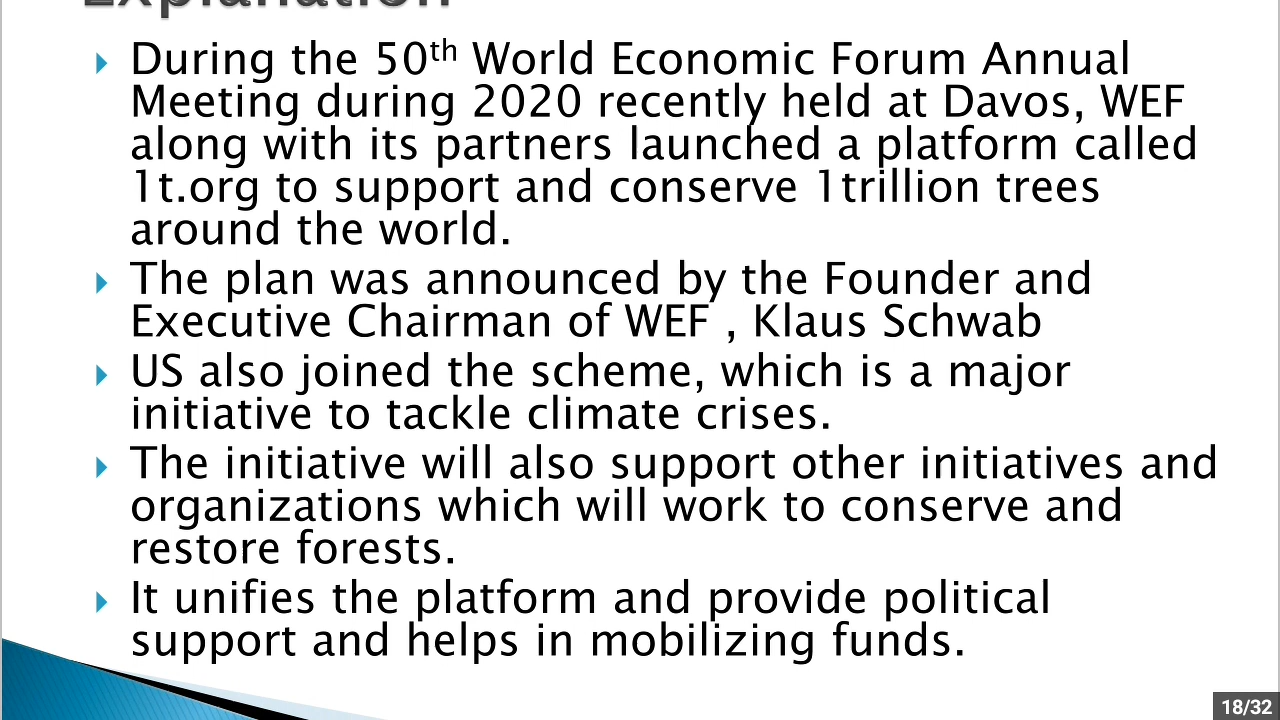 Explanation
During the 50th World Economic Forum Annual
Meeting during 2020 recently held at Davos, WEF
along with its partners launched a platform called
1t.org to support and conserve 1trillion trees
around the world.
The plan was announced by the Founder and
Executive Chairman of WEF , Klaus Schwab
US also joined the scheme, which is a major
initiative to tackle climate crises.
The initiative will also support other initiatives and
organizations which will work to conserve and
restore forests.
It unifies the platform and provide political
support and helps in mobilizing funds.
18/32